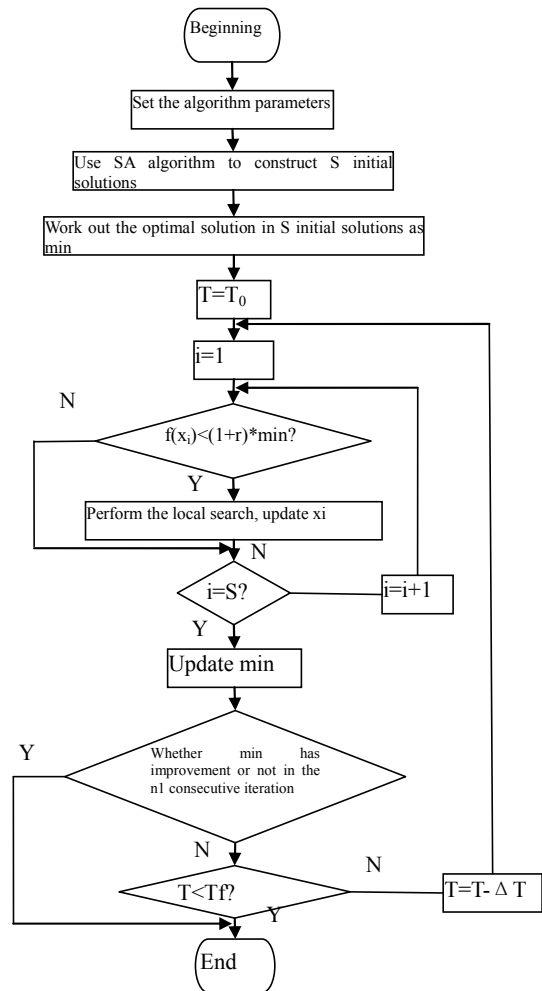 Beginning
Set the algorithm parameters
Use SA algorithm to construct S initial
solutions
Work out the optimal solution in S initial solutions as
min
T=T₀
i=1
N
f(xᵢ)<(1+r)*min?
Y
Perform the local search, update xi
N
i=S?
i=i+1
Y
Update min
Y
Whether min has
improvement or not in the
n1 consecutive iteration
N
N
T<Tf?
T=T- Δ T
Y
End